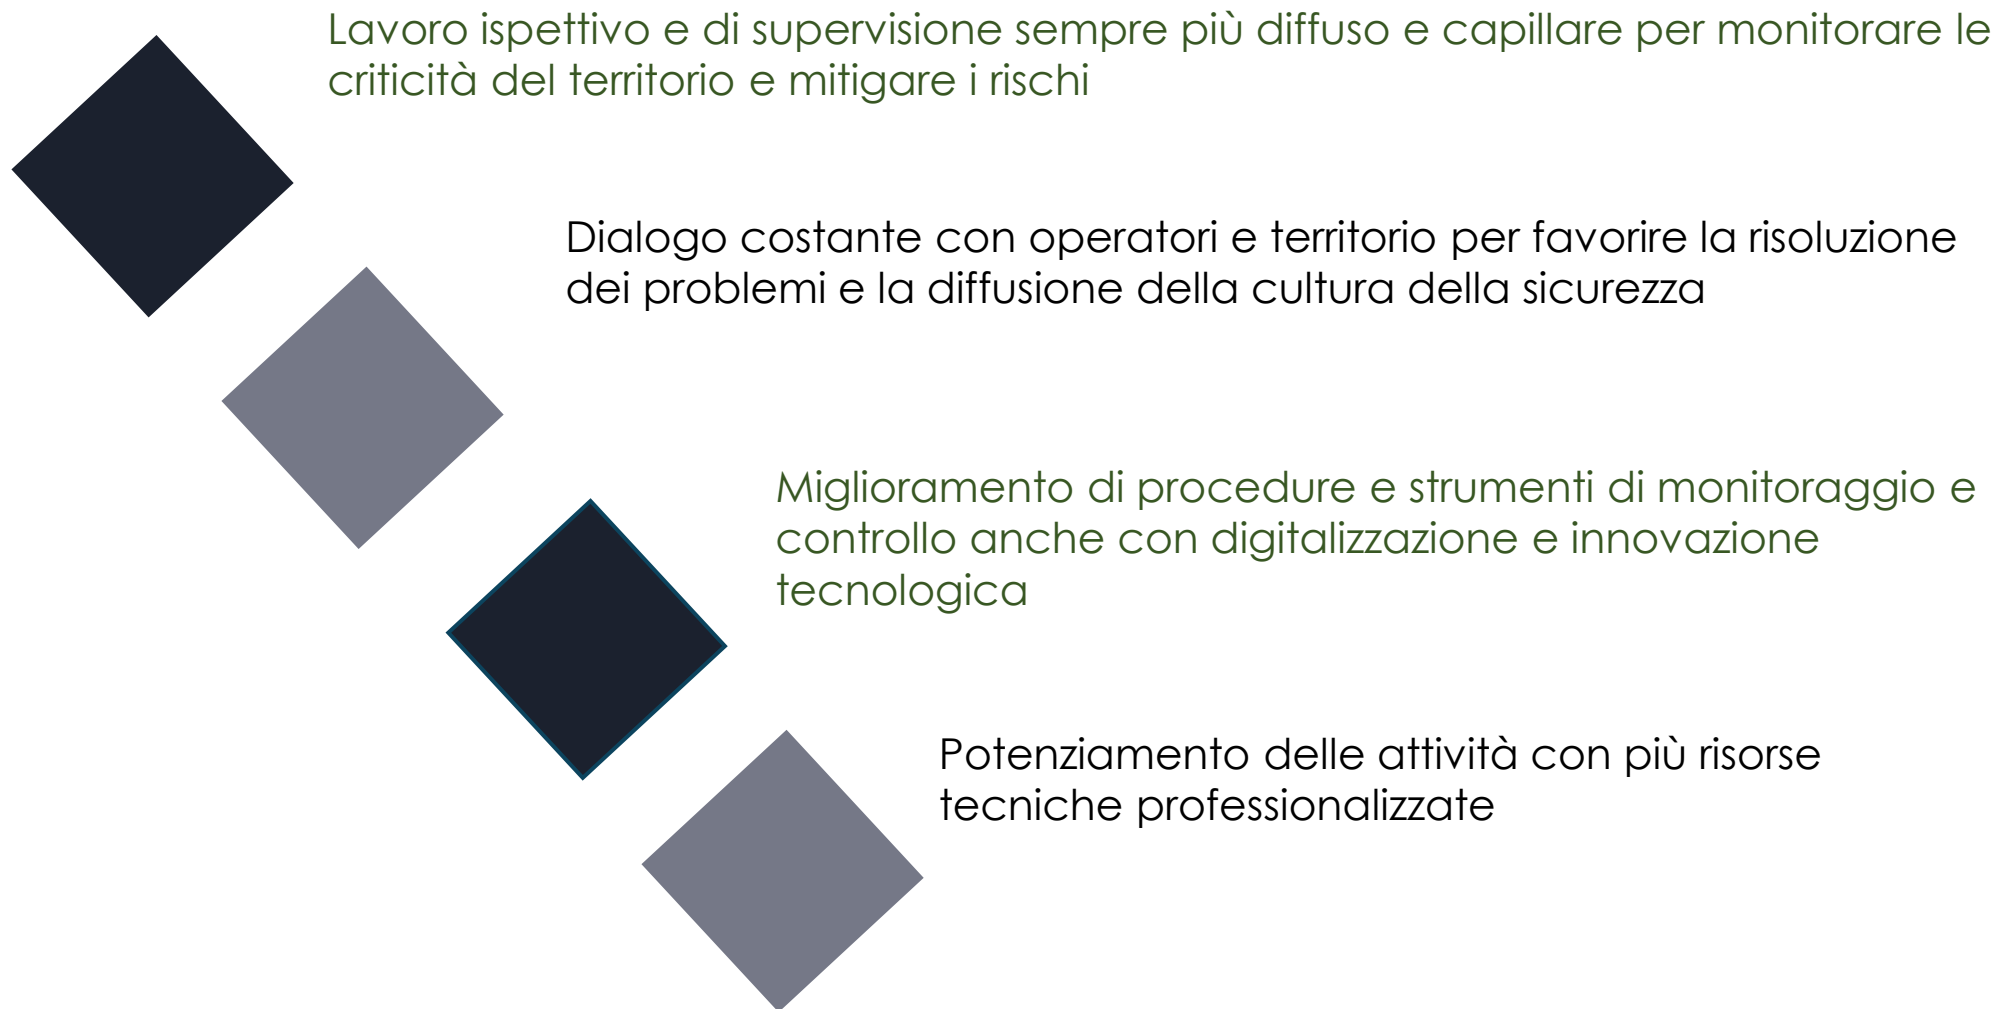 Lavoro ispettivo e di supervisione sempre più diffuso e capillare per monitorare le
criticità del territorio e mitigare i rischi
Dialogo costante con operatori e territorio per favorire la risoluzione
dei problemi e la diffusione della cultura della sicurezza
Miglioramento di procedure e strumenti di monitoraggio e
controllo anche con digitalizzazione e innovazione
tecnologica
Potenziamento delle attività con più risorse
tecniche professionalizzate